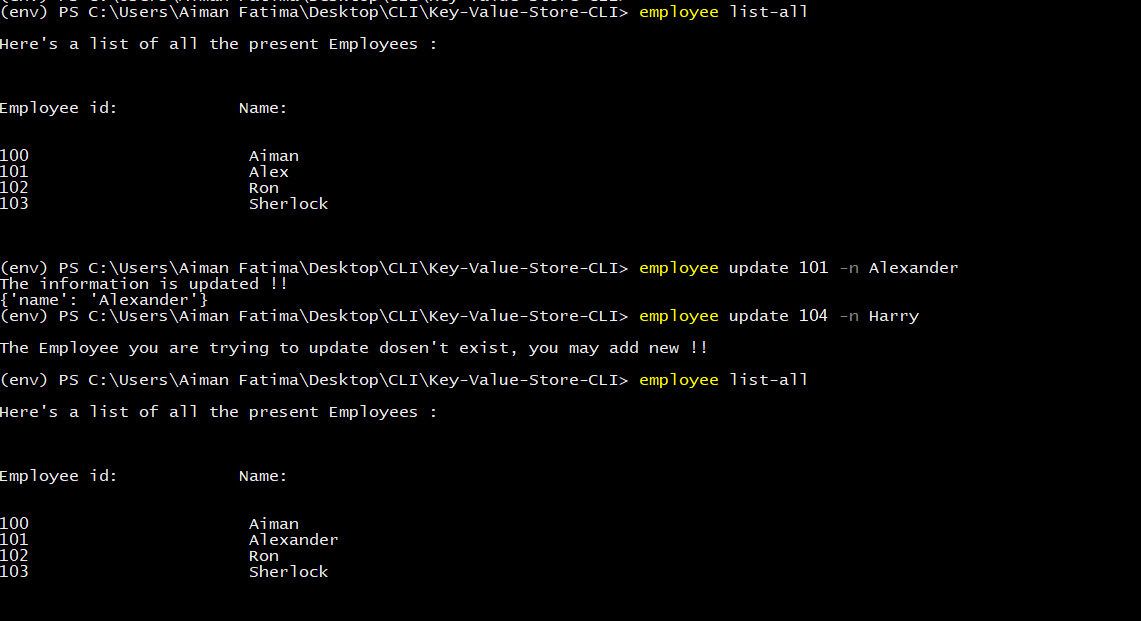 (env) PS C:\Users\Aiman Fatima\Desktop\CLI\Key-Value-Store-CLI> employee list-all
Here's a list of all the present Employees :
Employee id: Name:
100 Aiman
101 Alex
102 Ron
103 Sherlock
(env) PS C:\Users\Aiman Fatima\Desktop\CLI\Key-Value-Store-CLI> employee update 101 -n Alexander
The information is updated !!
{'name': 'Alexander'}
(env) PS C:\Users\Aiman Fatima\Desktop\CLI\Key-Value-Store-CLI> employee update 104 -n Harry
The Employee you are trying to update dosen't exist, you may add new !!
(env) PS C:\Users\Aiman Fatima\Desktop\CLI\Key-Value-Store-CLI> employee list-all
Here's a list of all the present Employees :
Employee id: Name:
100 Aiman
101 Alexander
102 Ron
103 Sherlock